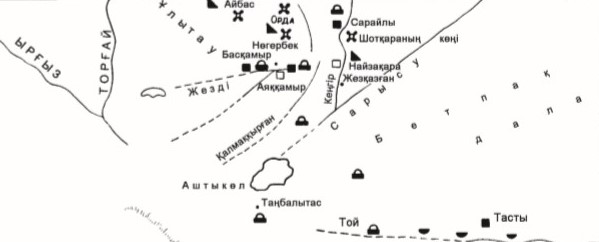 Айбас
ОРДА
Сарайлы
ҰЛЫТАУ
Шотқараның көңі
Нөгербек
Басқамыр
Найзақара
Жезқазған
ЫРҒЫЗ
ТОРҒАЙ
Жезді
Аяққамыр
Кеңгір
Сарысу
Бетпақ
дала
Қалмаққырған
Аштыкөл
Таңбалытас
Той
Тасты